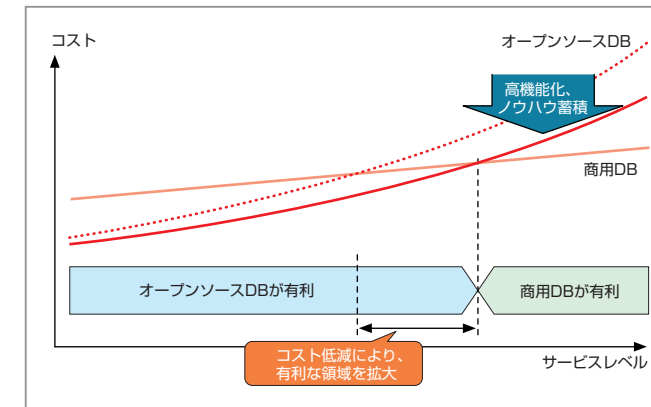 コスト
オープンソースDB
高機能化、
ノウハウ蓄積
商用DB
オープンソースDBが有利
商用DBが有利
コスト低減により、
有利な領域を拡大
サービスレベル